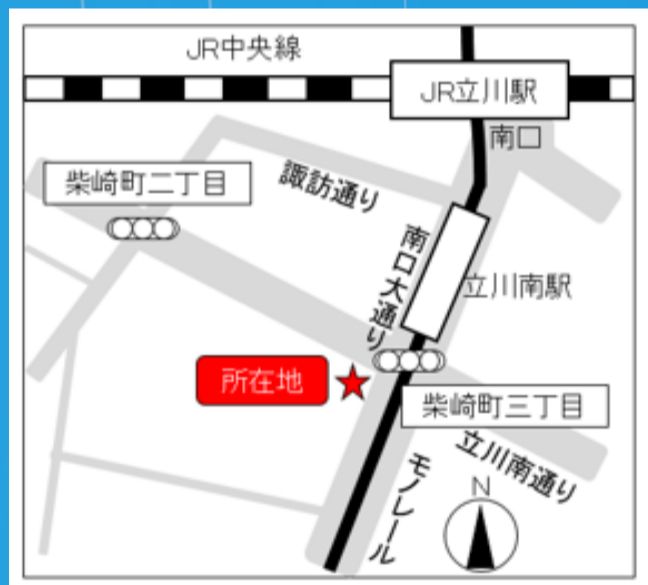 JR中央線
JR立川駅
南口
柴崎町二丁目
諏訪通り
南口大通り
立川南駅
所在地
柴崎町三丁目
立川南通り
モノレール
N